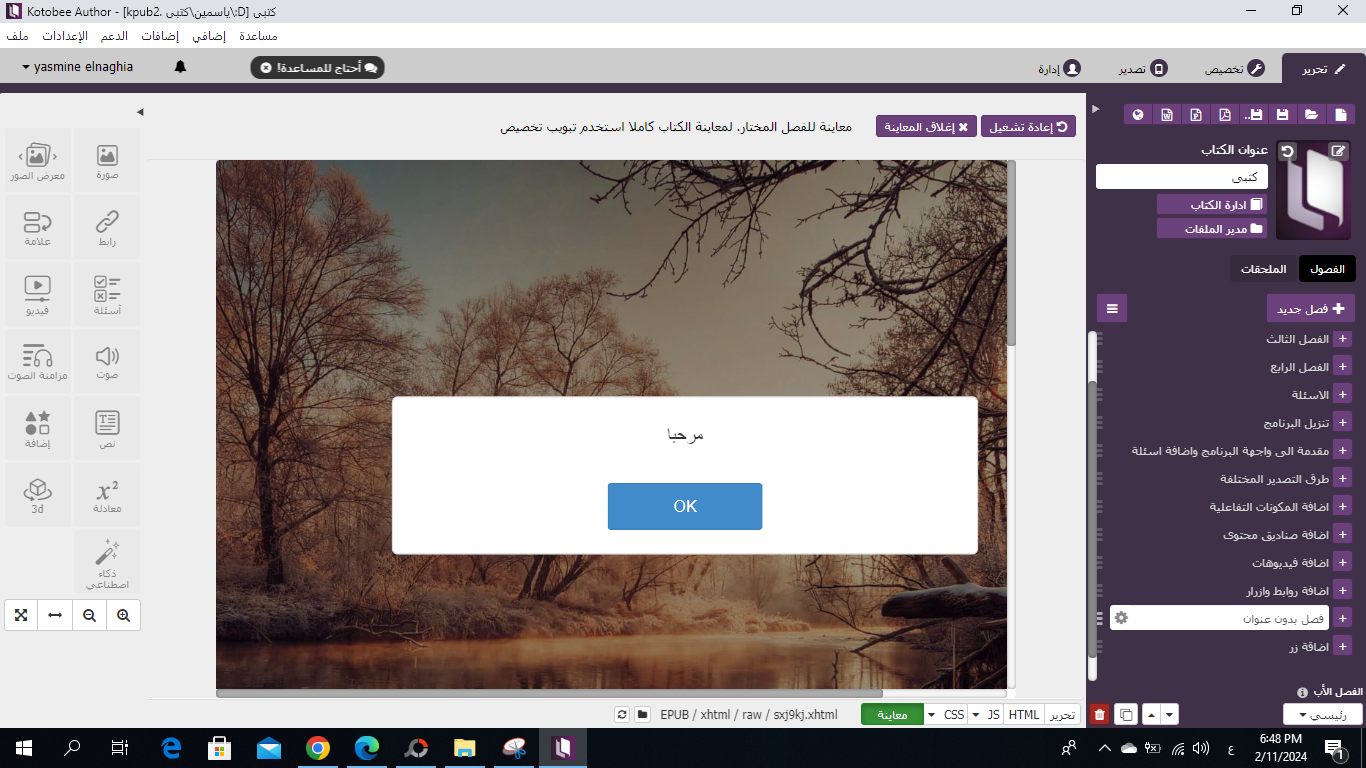 Kotobee Author - [kpub2. كتبى\ياسمين\:D] كتبى
ملف الإعدادات الدعم إضافات إضافي مساعدة
yasmine elnaghia
أحتاج للمساعدة!
تحرير
تخصيص
تصدير
إدارة
إعادة تشغيل
إغلاق المعاينة
معاينة للفصل المختار. لمعاينة الكتاب كاملا استخدم تبويب تخصيص
صورة
معرض الصور
رابط
علامة
أسئلة
فيديو
صوت
مزامنة الصوت
نص
إضافة
معادلة
3d
ذكاء
اصطناعي
مرحبا
OK
عنوان الكتاب
كتبى
ادارة الكتاب
مدير الملفات
الفصول
الملحقات
فصل جديد
الفصل الثالث
الفصل الرابع
الاسئلة
تنزيل البرنامج
مقدمة الى واجهة البرنامج واضافة اسئلة
طرق التصدير المختلفة
اضافة المكونات التفاعلية
اضافة صناديق محتوى
اضافة فيديوهات
اضافة روابط وازرار
فصل بدون عنوان
اضافة زر
الفصل الأب
رئيسي
تحرير
HTML
JS
CSS
معاينة
EPUB / xhtml / raw / sxj9kj.xhtml
ع
6:48 PM
2/11/2024
1